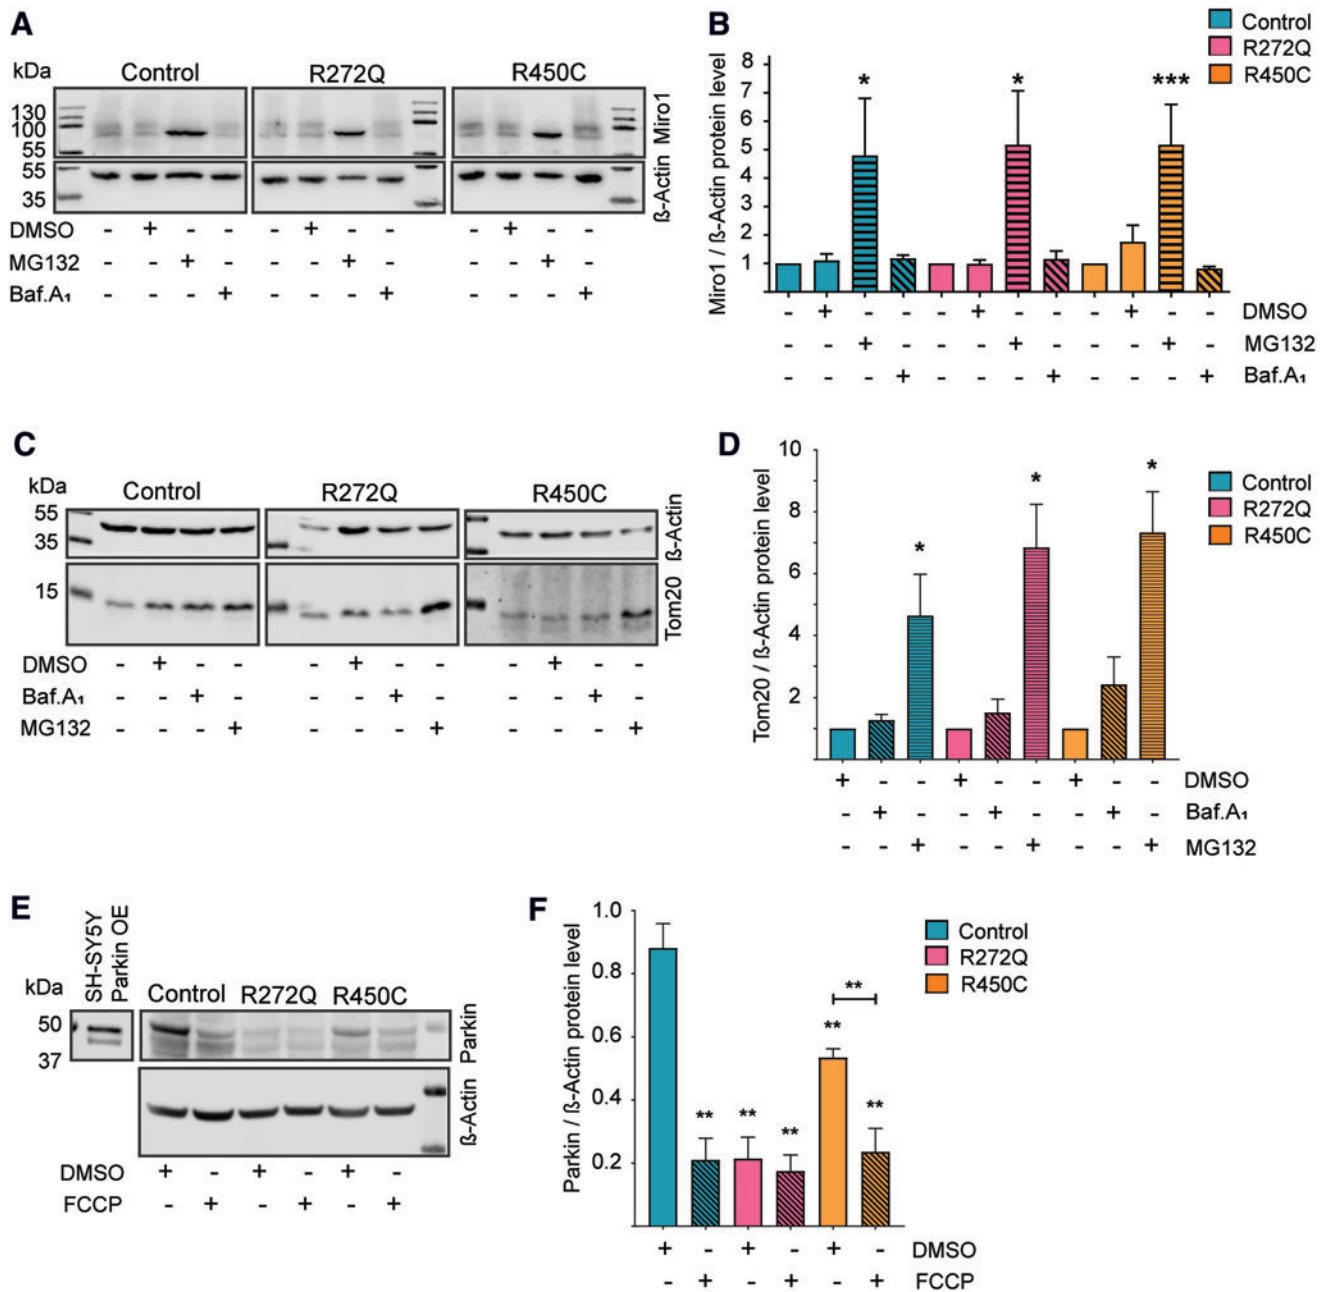 A
kDa Control R272Q R450C
130
100
55
Miro1
55
35
ß-Actin
DMSO - + - - - + - - - + - -
MG132 - - + - - - + - - - + -
Baf.A₁ - - - + - - - + - - - +
B
Control
R272Q
R450C
Miro1 / ß-Actin protein level
8
7
6
5
4
3
2
1
* * ***
- + - - - + - - - + - - DMSO
- - + - - - + - - - + - MG132
- - - + - - - + - - - + Baf.A₁
C
kDa Control R272Q R450C
55
35
ß-Actin
15
Tom20
DMSO - + - - - + - - - + - -
Baf.A₁ - - + - - - + - - - + -
MG132 - - - + - - - + - - - +
D
Control
R272Q
R450C
Tom20 / ß-Actin protein level
10
8
6
4
2
* * *
+ - - + - - + - - DMSO
- + - - + - - + - Baf.A₁
- - + - - + - - + MG132
E
SH-SY5Y
Parkin OE
kDa Control R272Q R450C
50
37
Parkin
ß-Actin
DMSO + - + - + -
FCCP - + - + - +
F
Control
R272Q
R450C
Parkin / ß-Actin protein level
1.0
0.8
0.6
0.4
0.2
**
** ** ** ** **
+ - + - + - DMSO
- + - + - + FCCP